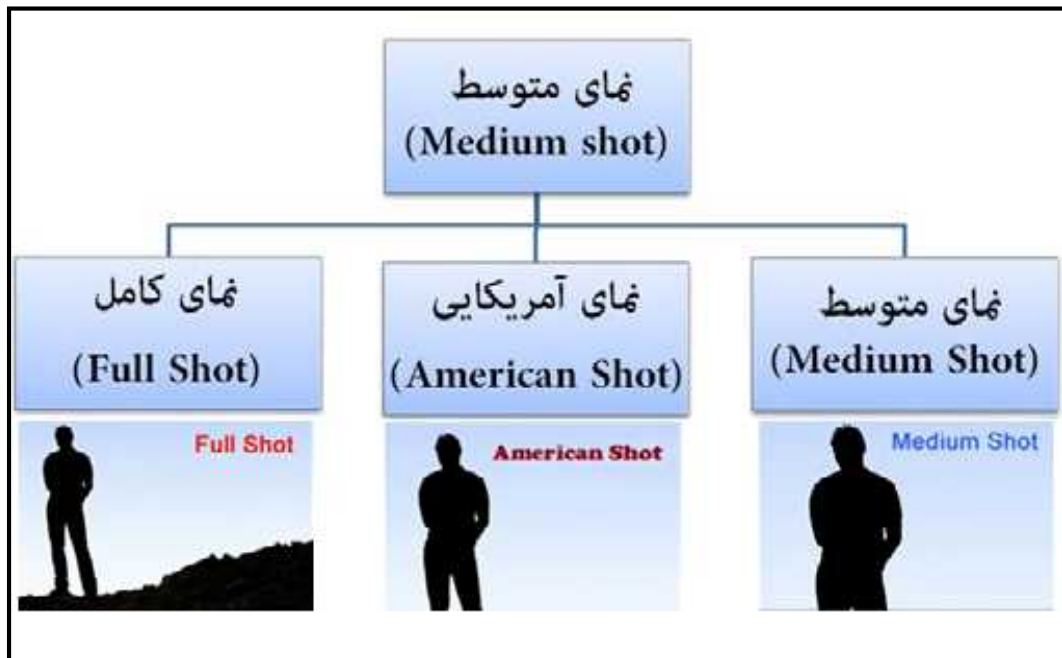 نمای متوسط
(Medium shot)
نمای متوسط
(Medium Shot)
نمای آمریکایی
(American Shot)
نمای کامل
(Full Shot)
Medium Shot
American Shot
Full Shot